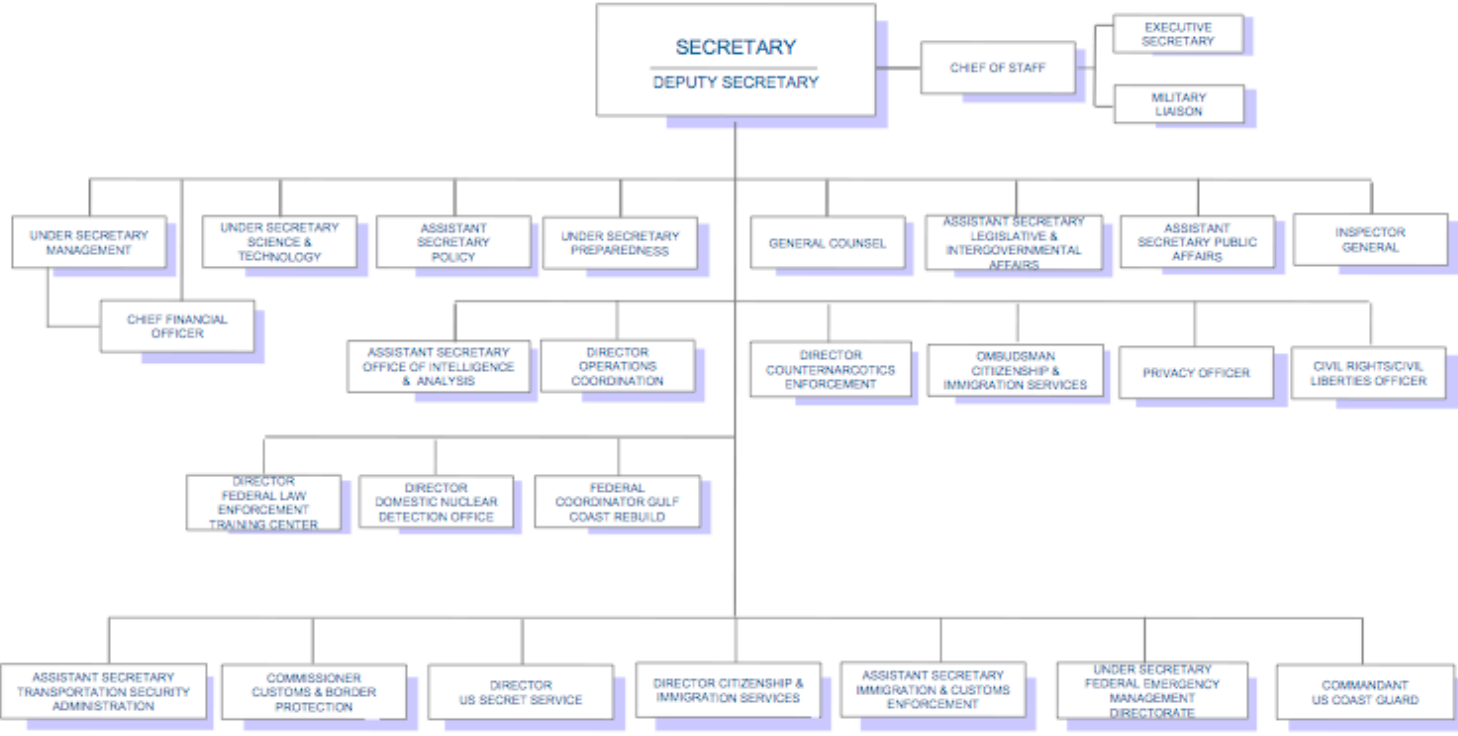 SECRETARY
DEPUTY SECRETARY
CHIEF OF STAFF
EXECUTIVE
SECRETARY
MILITARY
LIAISON
UNDER SECRETARY
MANAGEMENT
UNDER SECRETARY
SCIENCE &
TECHNOLOGY
ASSISTANT
SECRETARY
POLICY
UNDER SECRETARY
PREPAREDNESS
GENERAL COUNSEL
ASSISTANT SECRETARY
LEGISLATIVE &
INTERGOVERNMENTAL
AFFAIRS
ASSISTANT
SECRETARY PUBLIC
AFFAIRS
INSPECTOR
GENERAL
CHIEF FINANCIAL
OFFICER
ASSISTANT SECRETARY
OFFICE OF INTELLIGENCE
& ANALYSIS
DIRECTOR
OPERATIONS
COORDINATION
DIRECTOR
COUNTERNARCOTICS
ENFORCEMENT
OMBUDSMAN
CITIZENSHIP &
IMMIGRATION SERVICES
PRIVACY OFFICER
CIVIL RIGHTS/CIVIL
LIBERTIES OFFICER
DIRECTOR
FEDERAL LAW
ENFORCEMENT
TRAINING CENTER
DIRECTOR
DOMESTIC NUCLEAR
DETECTION OFFICE
FEDERAL
COORDINATOR GULF
COAST REBUILD
ASSISTANT SECRETARY
TRANSPORTATION SECURITY
ADMINISTRATION
COMMISSIONER
CUSTOMS & BORDER
PROTECTION
DIRECTOR
US SECRET SERVICE
DIRECTOR CITIZENSHIP &
IMMIGRATION SERVICES
ASSISTANT SECRETARY
IMMIGRATION & CUSTOMS
ENFORCEMENT
UNDER SECRETARY
FEDERAL EMERGENCY
MANAGEMENT
DIRECTORATE
COMMANDANT
US COAST GUARD